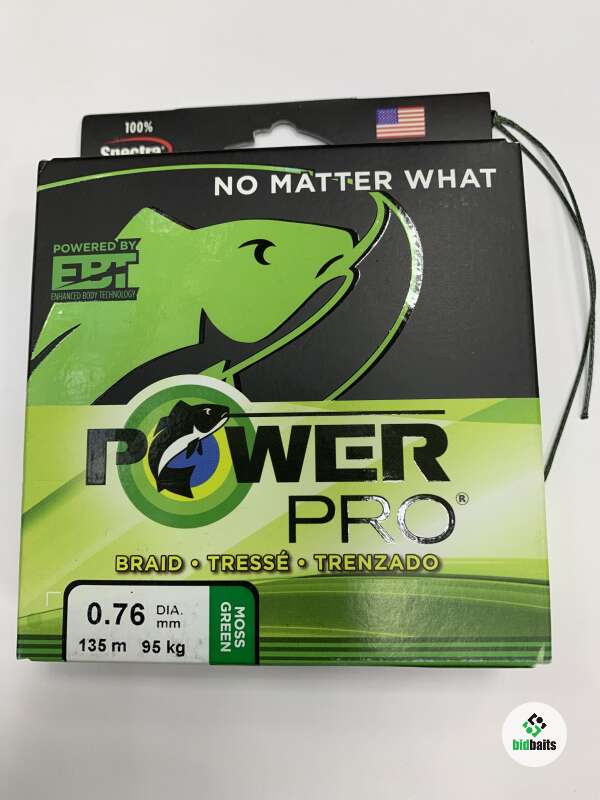 100%
Spectra
NO MATTER WHAT
POWERED BY
EBT
ENHANCED BODY TECHNOLOGY
POWER
PRO®
BRAID • TRESSÉ • TRENZADO
0.76 DIA. mm
135 m 95 kg
MOSS GREEN
bidbaits